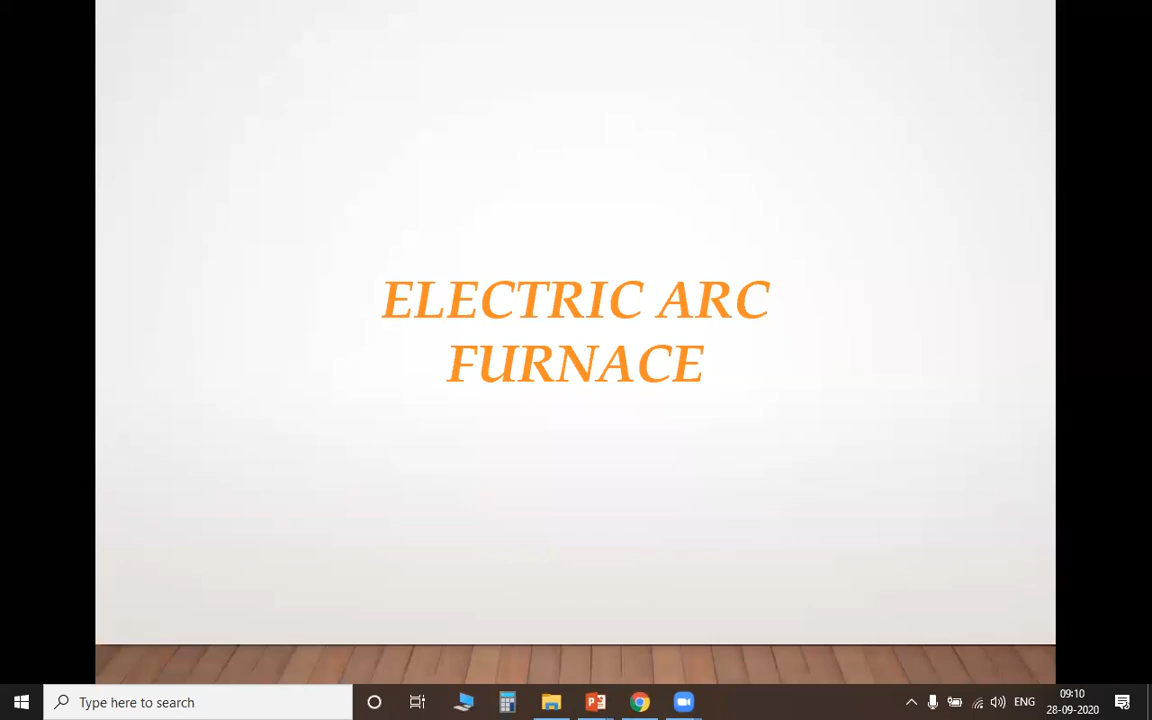 ELECTRIC ARC
FURNACE
Type here to search
ENG
09:10
28-09-2020